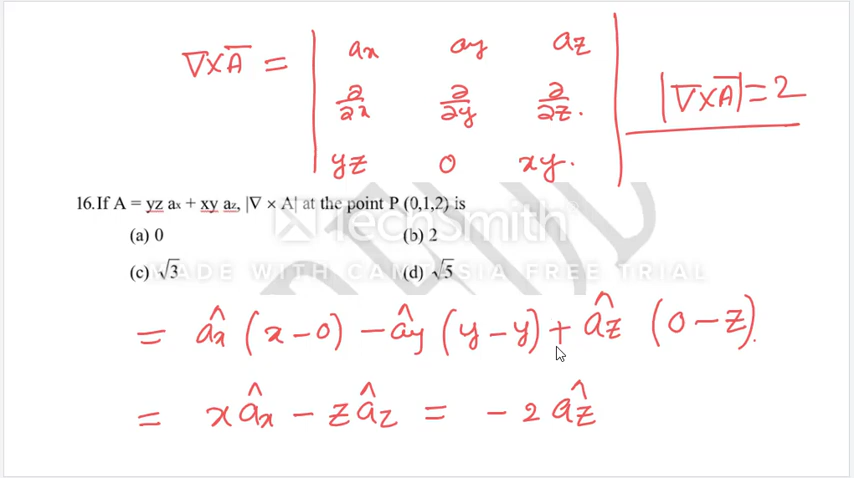 ∇×A̅ = | ax ay az |
| ∂/∂x ∂/∂y ∂/∂z. |
| yz 0 xy. |
|∇×A̅| = 2
16.If A = yz ax + xy az, |∇ × A| at the point P (0,1,2) is
(a) 0 (b) 2
(c) √3 (d) √5
TechSmith
MADE WITH CAMTASIA FREE TRIAL
= âx (x-0) - ây (y-y) + âz (0-z).
= x âx - z âz = -2 âz